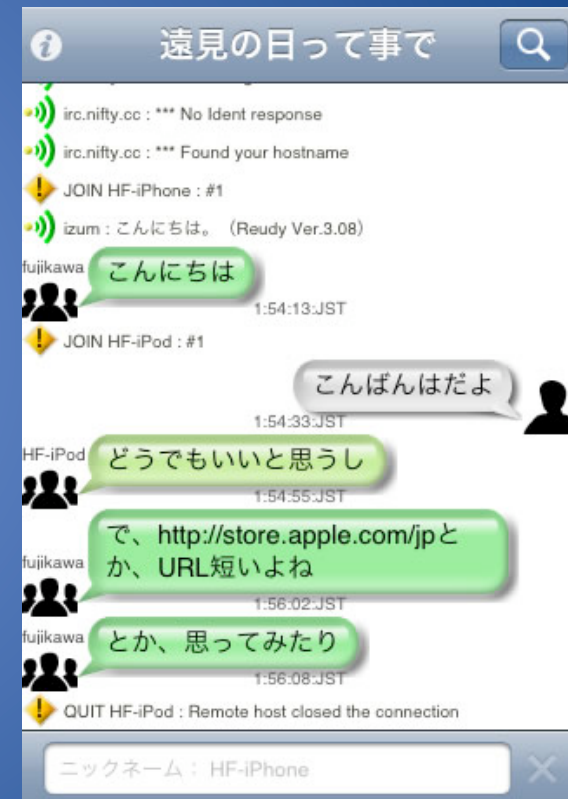 遠見の日って事で
irc.nifty.cc : *** No Ident response
irc.nifty.cc : *** Found your hostname
JOIN HF-iPhone : #1
izum : こんにちは。（Reudy Ver.3.08）
fujikawa
こんにちは
1:54:13:JST
JOIN HF-iPod : #1
こんばんはだよ
1:54:33:JST
HF-iPod
どうでもいいと思うし
1:54:55:JST
で、http://store.apple.com/jpと
fujikawa
か、URL短いよね
1:56:02:JST
fujikawa
とか、思ってみたり
1:56:08:JST
QUIT HF-iPod : Remote host closed the connection
ニックネーム： HF-iPhone